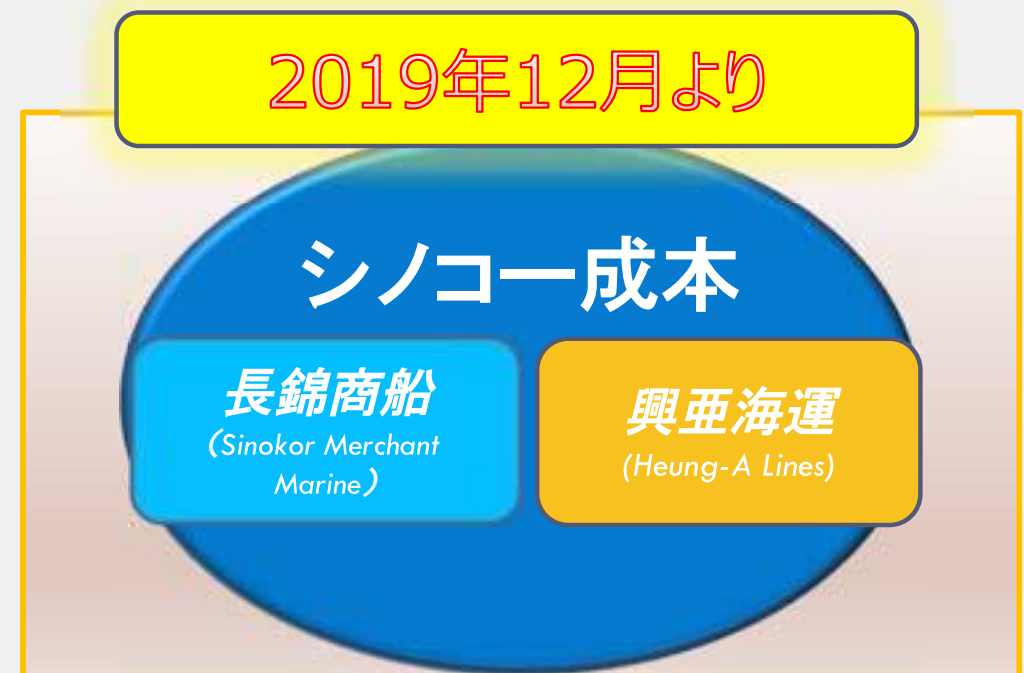 2019年12月より
シノコー成本
長錦商船
(Sinokor Merchant
Marine)
興亜海運
(Heung-A Lines)